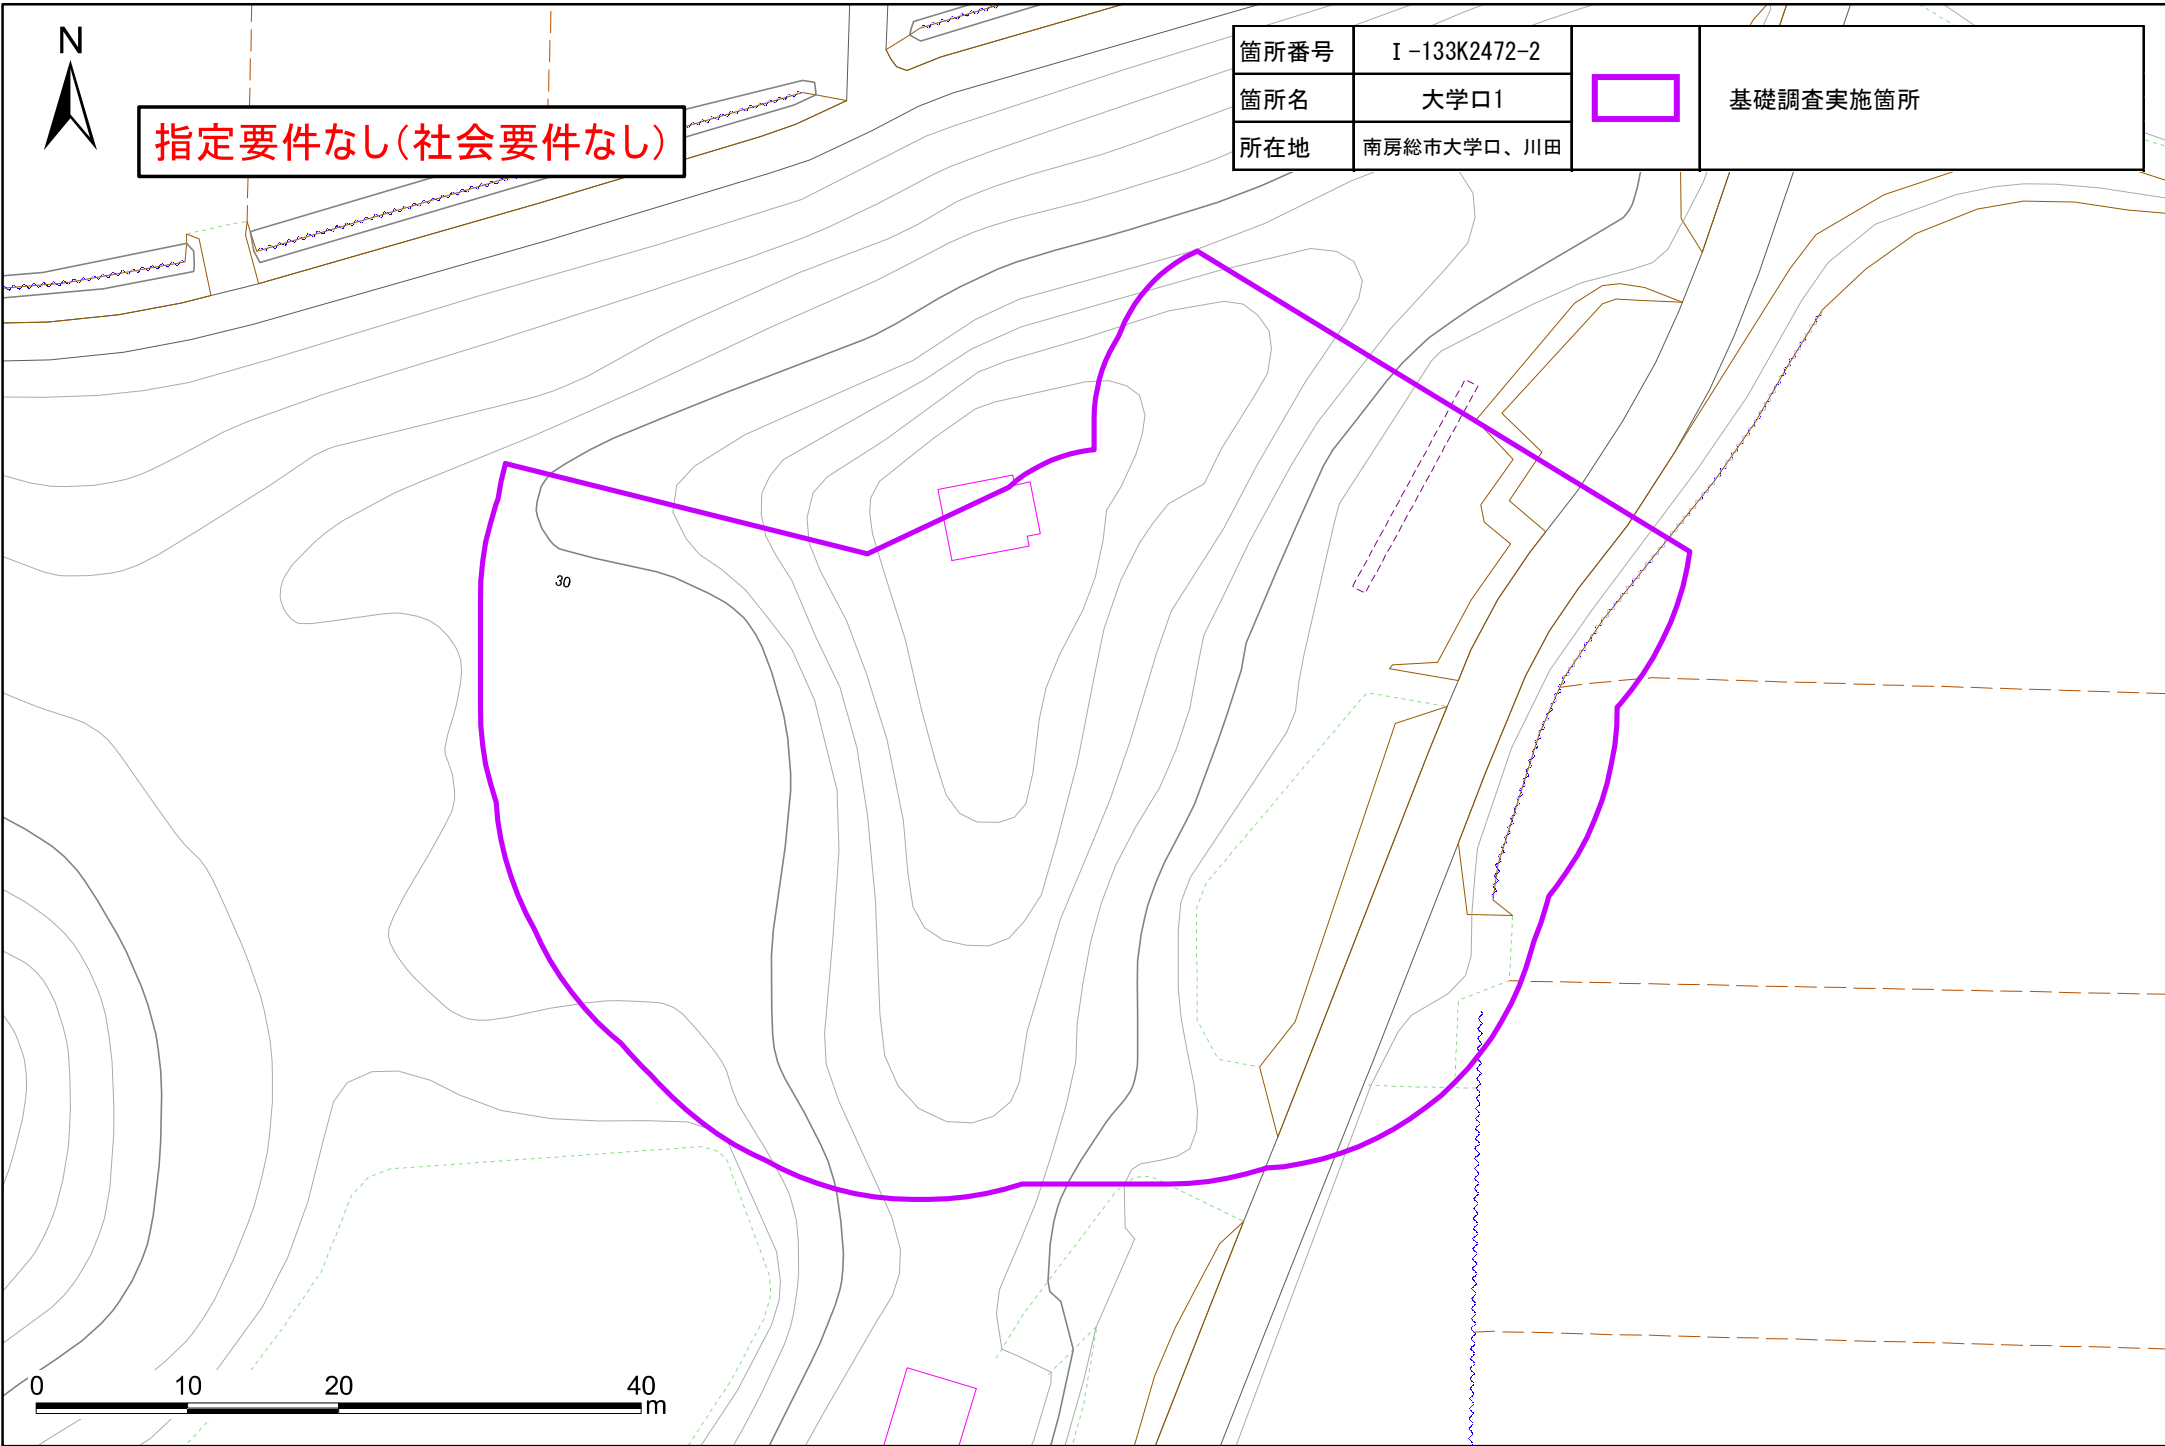 N
指定要件なし(社会要件なし)
箇所番号 Ⅰ-133K2472-2
箇所名 大学口1
所在地 南房総市大学口、川田
基礎調査実施箇所
30
0 10 20 40 m